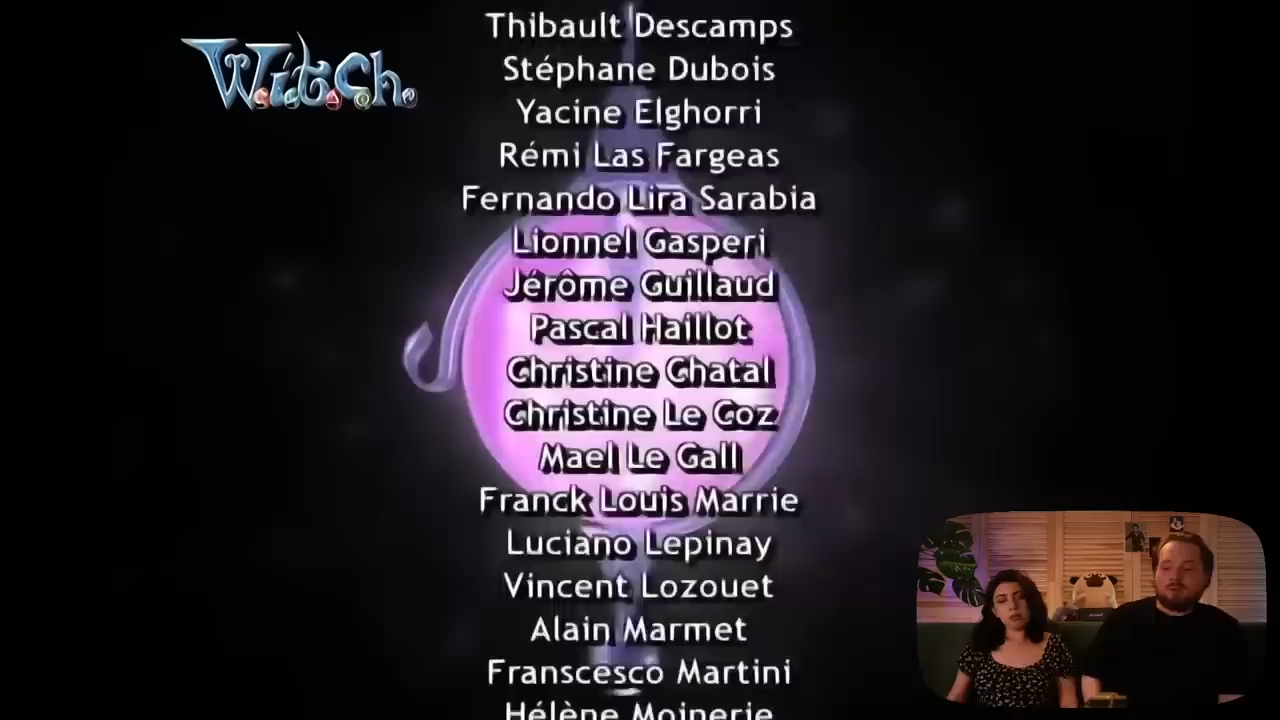 W.i.t.c.h.
Thibault Descamps
Stéphane Dubois
Yacine Elghorri
Rémi Las Fargeas
Fernando Lira Sarabia
Lionnel Gasperi
Jérôme Guillaud
Pascal Haillot
Christine Chatal
Christine Le Coz
Mael Le Gall
Franck Louis Marrie
Luciano Lepinay
Vincent Lozouet
Alain Marmet
Franscesco Martini
Hélène Moinerie